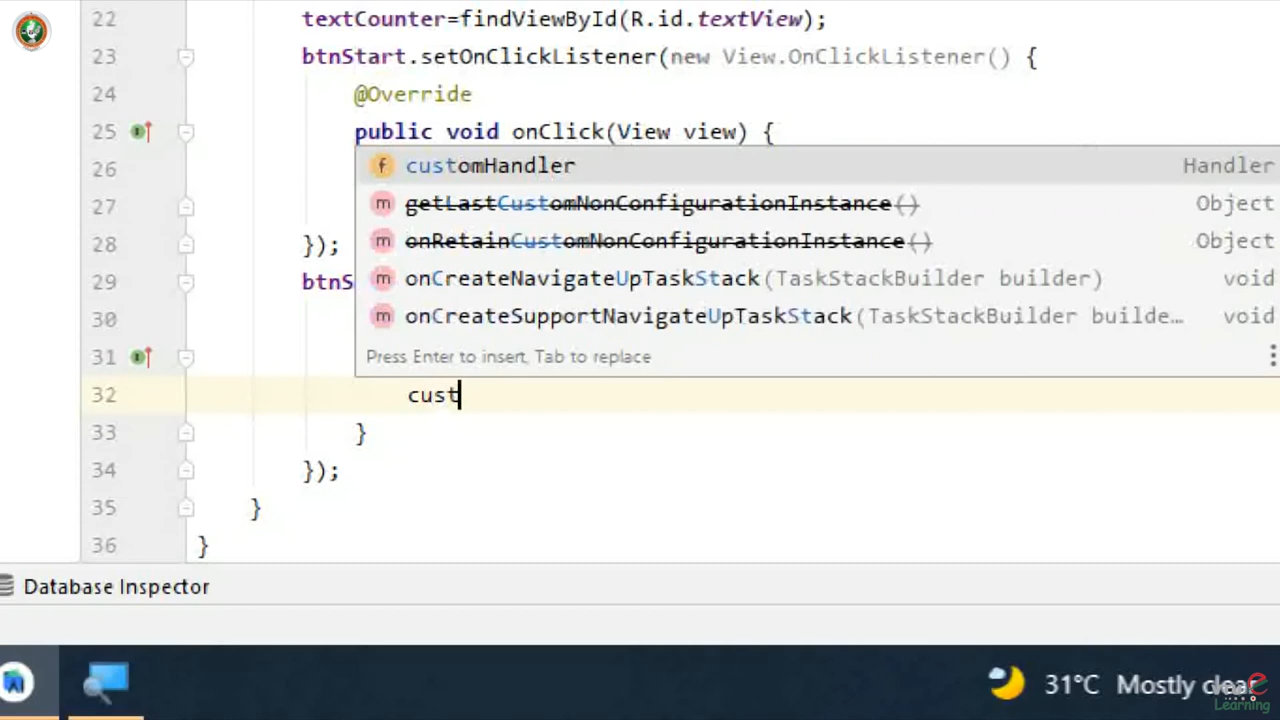 22 textCounter=findViewById(R.id.textView);
23 btnStart.setOnClickListener(new View.OnClickListener() {
24 @Override
25 public void onClick(View view) {
26 f customHandler Handler
27 m getLastCustomNonConfigurationInstance() Object
28 }); m onRetainCustomNonConfigurationInstance() Object
29 btnS m onCreateNavigateUpTaskStack(TaskStackBuilder builder) void
30 m onCreateSupportNavigateUpTaskStack(TaskStackBuilder builde… void
31 Press Enter to insert, Tab to replace
32 cust
33 }
34 });
35 }
36 }
Database Inspector
31°C Mostly clear
Learning